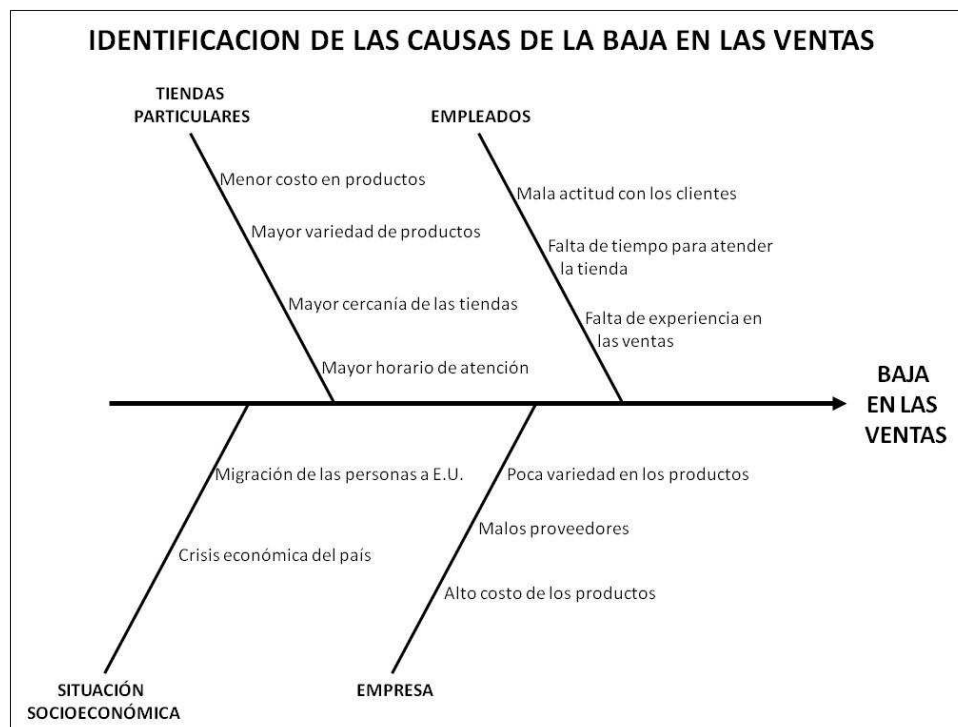 IDENTIFICACION DE LAS CAUSAS DE LA BAJA EN LAS VENTAS
TIENDAS
PARTICULARES
EMPLEADOS
Menor costo en productos
Mayor variedad de productos
Mayor cercanía de las tiendas
Mayor horario de atención
Mala actitud con los clientes
Falta de tiempo para atender
la tienda
Falta de experiencia en
las ventas
BAJA
EN LAS
VENTAS
Migración de las personas a E.U.
Crisis económica del país
Poca variedad en los productos
Malos proveedores
Alto costo de los productos
SITUACIÓN
SOCIOECONÓMICA
EMPRESA